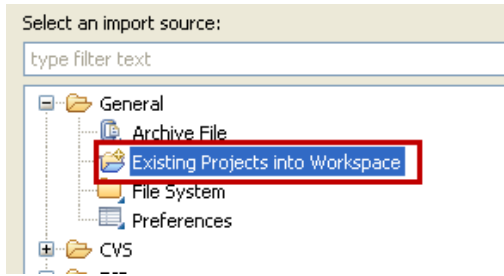 Select an import source:
type filter text
General
Archive File
Existing Projects into Workspace
File System
Preferences
CVS